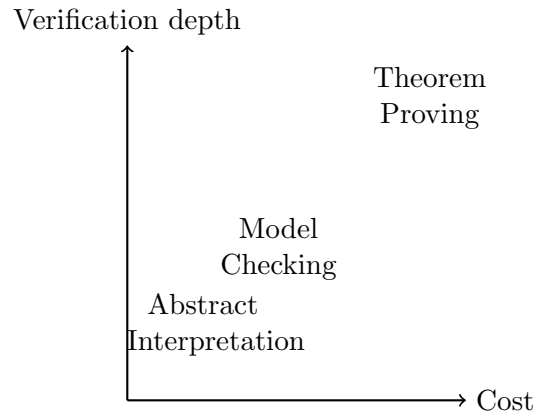 Verification depth
Theorem
Proving
Model
Checking
Abstract
Interpretation
Cost